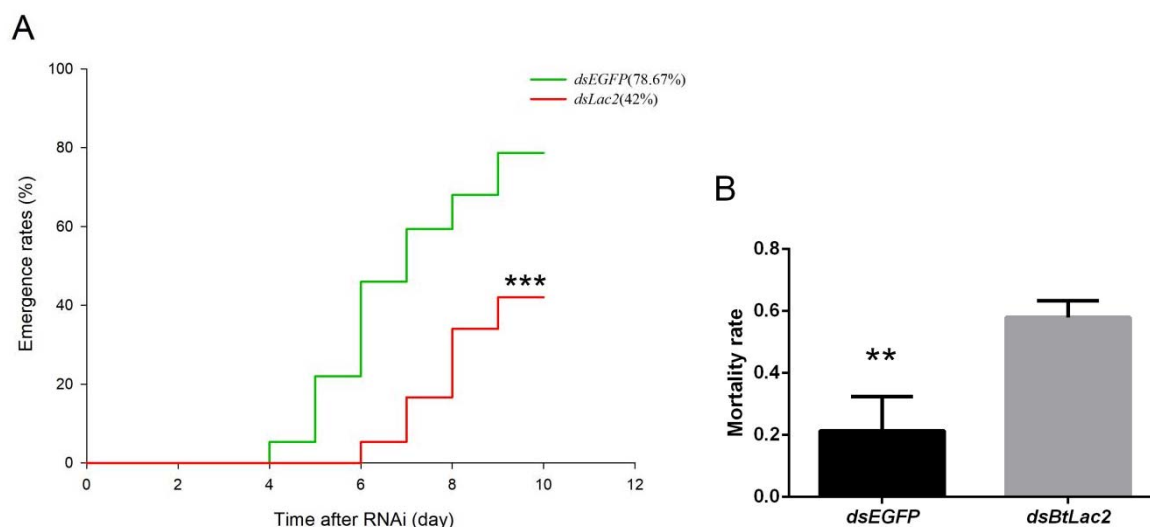 A
100
80
60
40
20
0
Emergence rates (%)
dsEGFP(78.67%)
dsLac2(42%)
***
0 2 4 6 8 10 12
Time after RNAi (day)
B
0.8
0.6
0.4
0.2
0.0
Mortality rate
**
dsEGFP dsBtLac2